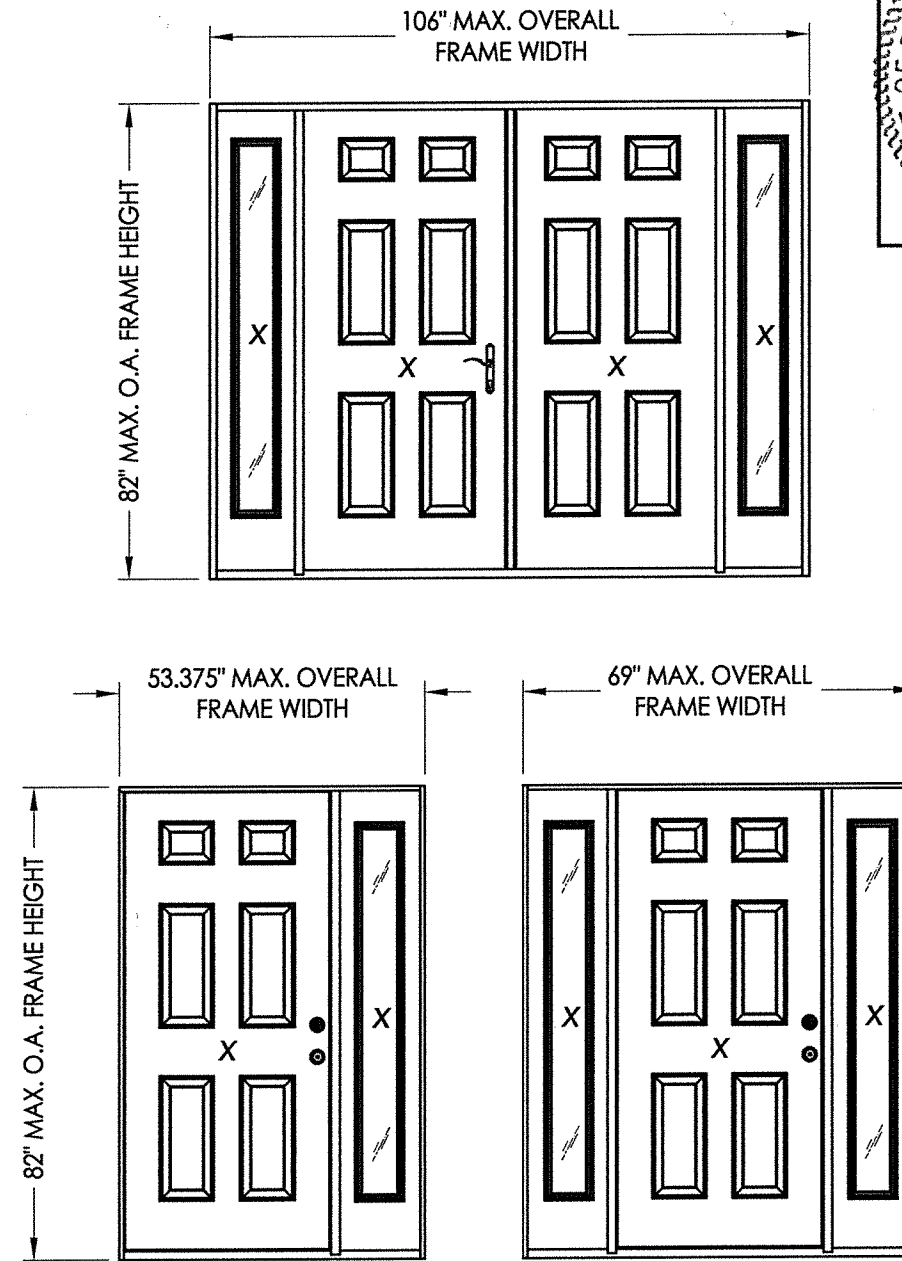 106" MAX. OVERALL
FRAME WIDTH
82" MAX. O.A. FRAME HEIGHT
X
X
X
X
53.375" MAX. OVERALL
FRAME WIDTH
69" MAX. OVERALL
FRAME WIDTH
82" MAX. O.A. FRAME HEIGHT
X
X
X
X
X